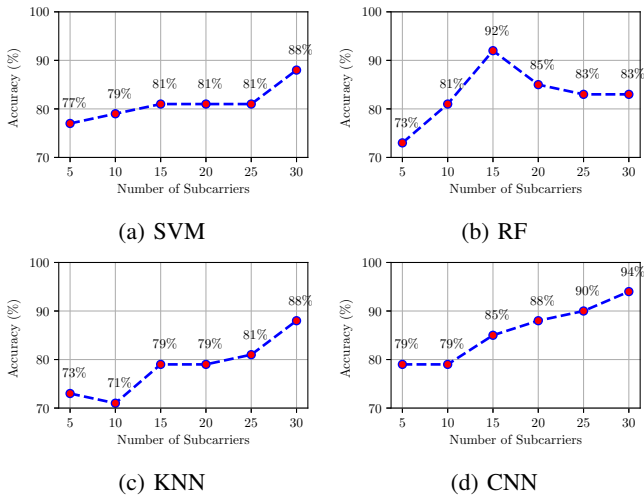 100
90
80
70
Accuracy (%)
77%
79%
81%
81%
81%
88%
5 10 15 20 25 30
Number of Subcarriers
(a) SVM
100
90
80
70
Accuracy (%)
73%
81%
92%
85%
83%
83%
5 10 15 20 25 30
Number of Subcarriers
(b) RF
100
90
80
70
Accuracy (%)
73%
71%
79%
79%
81%
88%
5 10 15 20 25 30
Number of Subcarriers
(c) KNN
100
90
80
70
Accuracy (%)
79%
79%
85%
88%
90%
94%
5 10 15 20 25 30
Number of Subcarriers
(d) CNN